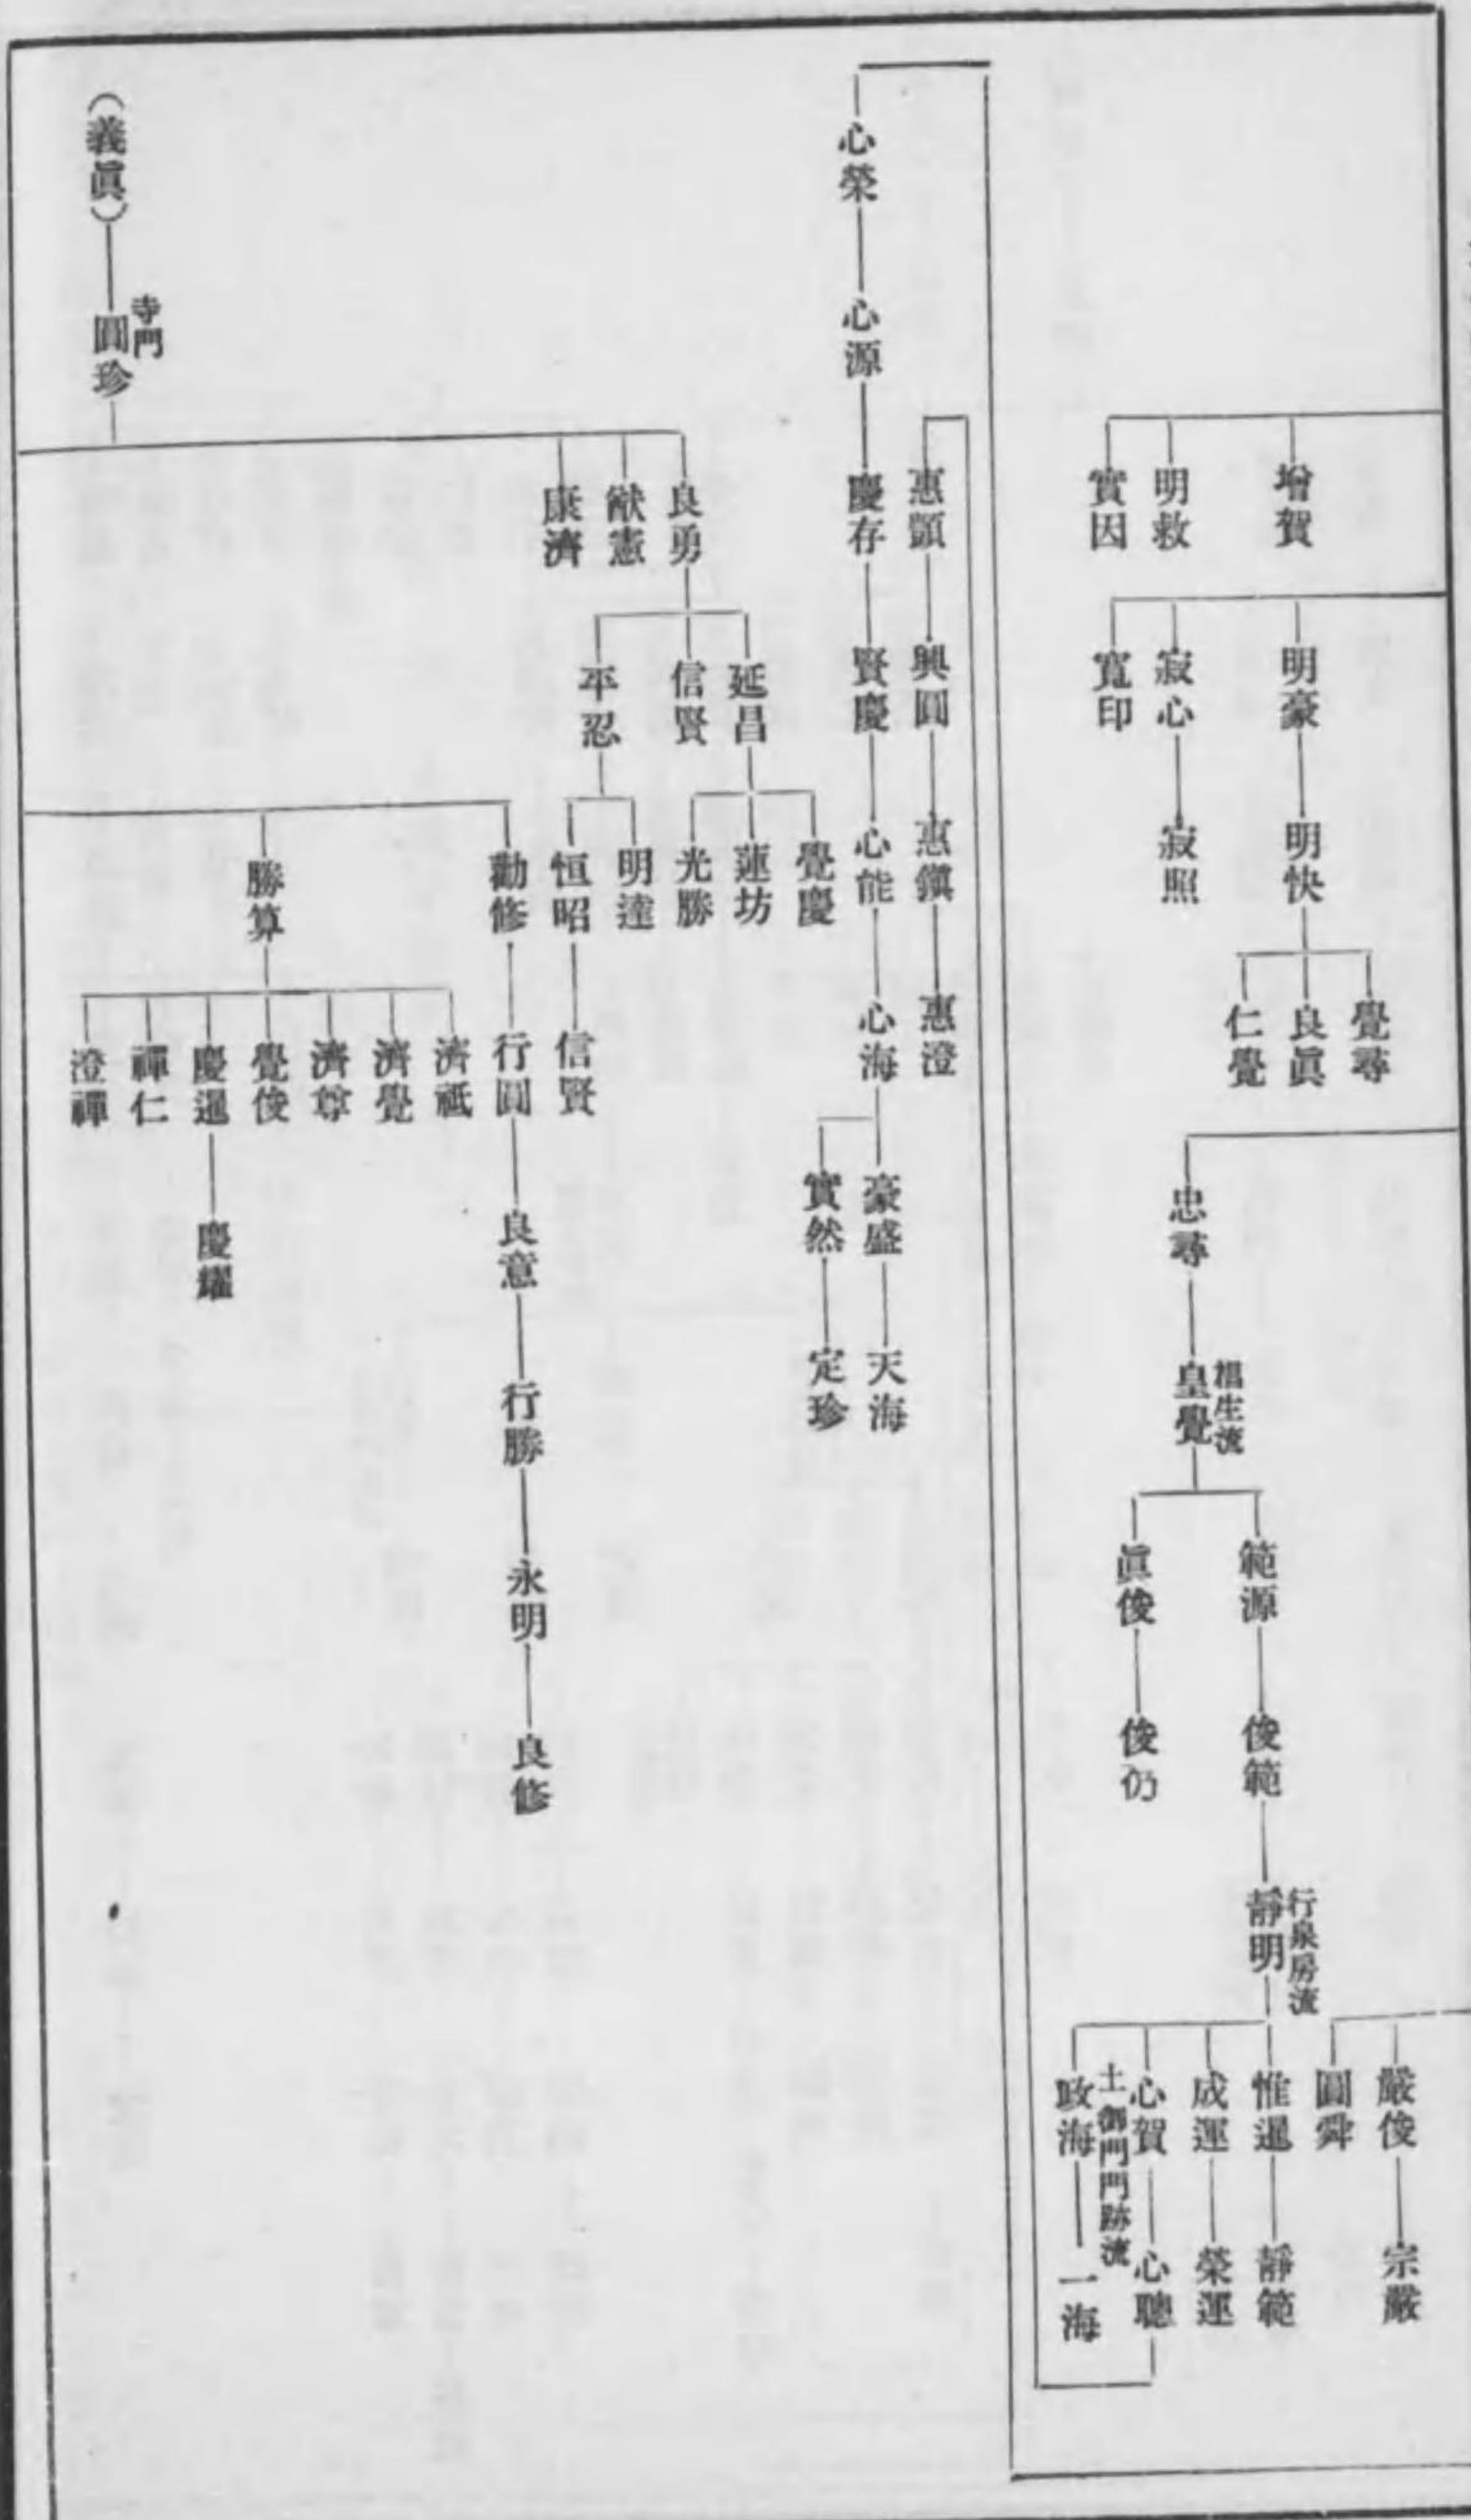 增賀
明救
實因
明豪━明快
覺尋
良眞
仁覺
寂心━寂照
寬印
忠尋━皇覺
椙生流
範源━俊範━靜明
行泉房流
眞俊━俊仍
嚴俊━宗嚴
圓舜
惟暹━靜範
成運━榮運
心賀━心聰
土御門門跡流
政海━一海
惠顗━興圓━惠鎭━惠澄
心榮━心源━慶存━賢慶━心能━心海
豪盛━天海
實然━定珍
(義眞)━圓珍
寺門
良勇
猷憲
康濟
延昌
信賢
平忍
覺慶
蓮坊
光勝
明達
恒昭━信賢
勸修━行圓━良意━行勝━永明━良修
勝算
濟祗
濟覺
濟尊
覺俊
慶暹━慶耀
禪仁
澄禪